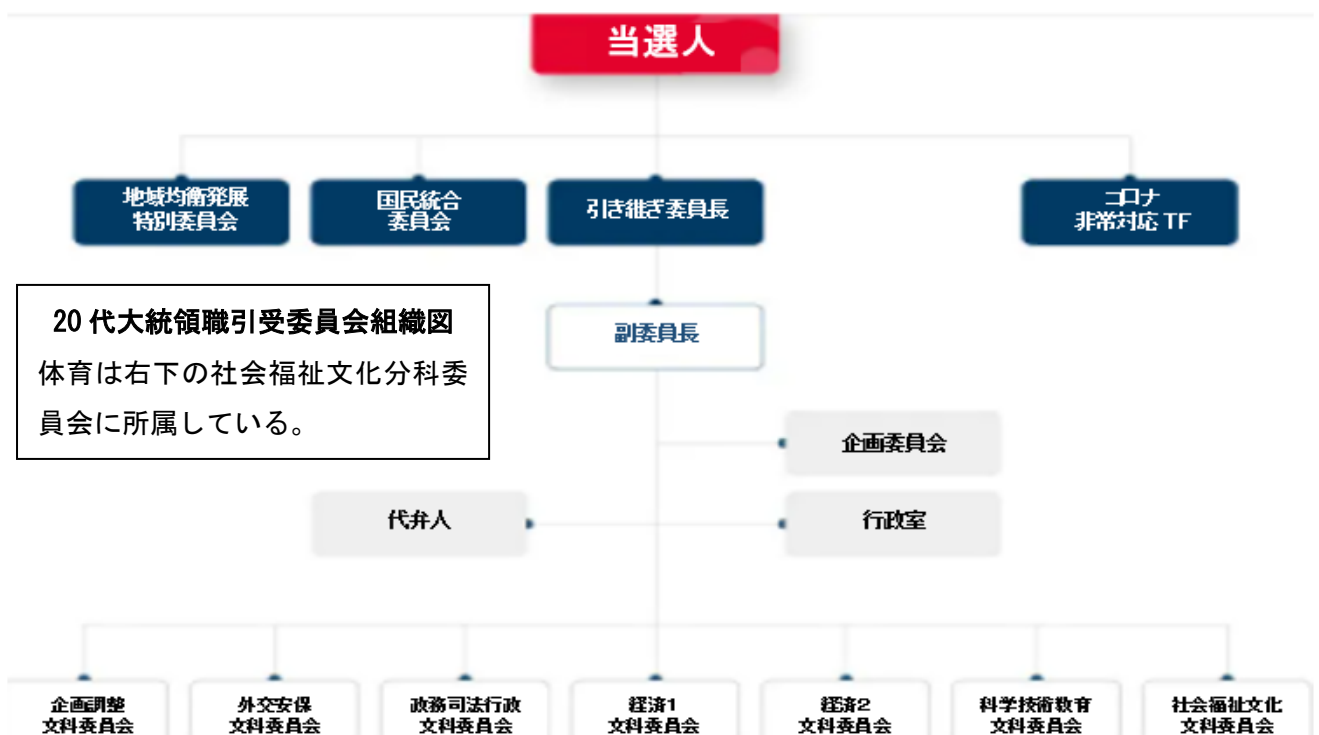 当選人
地域均衡発展
特別委員会
国民統合
委員会
引き継ぎ委員長
コロナ
非常対応 TF
20 代大統領職引受委員会組織図
体育は右下の社会福祉文化分科委
員会に所属している。
副委員長
企画委員会
代弁人
行政室
企画調整
文科委員会
外交安保
文科委員会
政務司法行政
文科委員会
経済1
文科委員会
経済2
文科委員会
科学技術教育
文科委員会
社会福祉文化
文科委員会